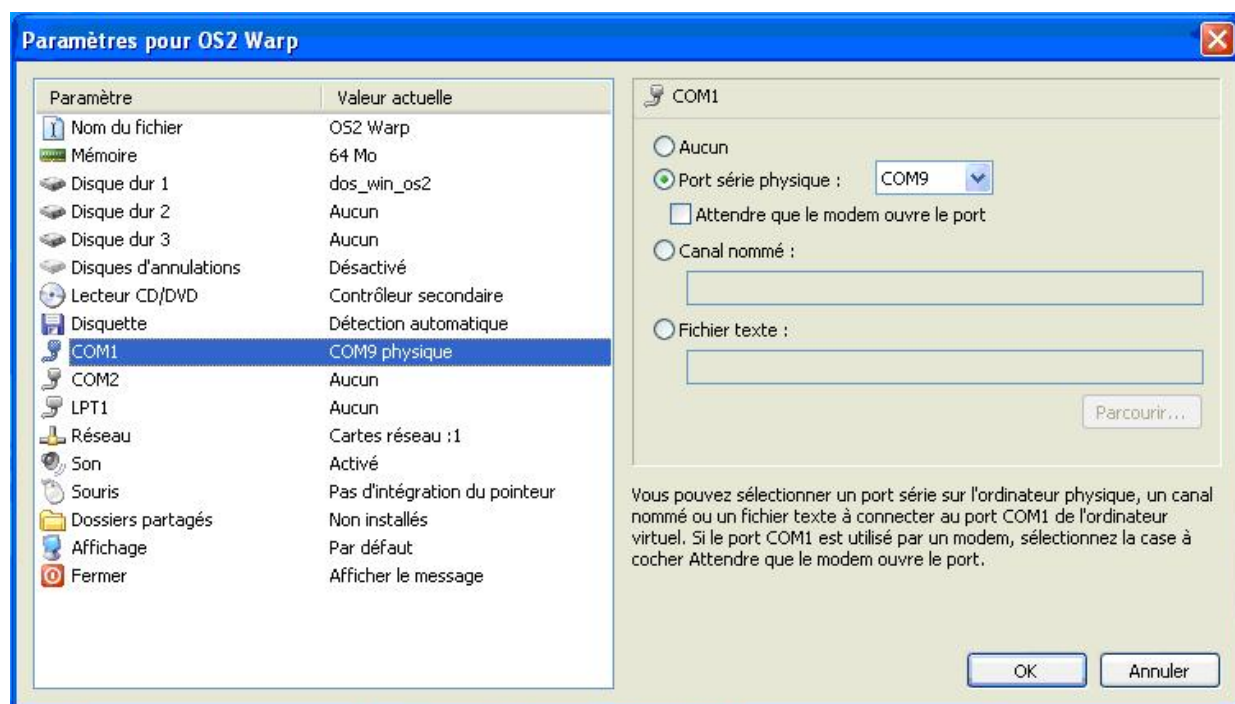 Paramètres pour OS2 Warp
Paramètre Valeur actuelle
Nom du fichier OS2 Warp
Mémoire 64 Mo
Disque dur 1 dos_win_os2
Disque dur 2 Aucun
Disque dur 3 Aucun
Disques d'annulations Désactivé
Lecteur CD/DVD Contrôleur secondaire
Disquette Détection automatique
COM1 COM9 physique
COM2 Aucun
LPT1 Aucun
Réseau Cartes réseau :1
Son Activé
Souris Pas d'intégration du pointeur
Dossiers partagés Non installés
Affichage Par défaut
Fermer Afficher le message
COM1
Aucun
Port série physique : COM9
Attendre que le modem ouvre le port
Canal nommé :
Fichier texte :
Parcourir...
Vous pouvez sélectionner un port série sur l'ordinateur physique, un canal
nommé ou un fichier texte à connecter au port COM1 de l'ordinateur
virtuel. Si le port COM1 est utilisé par un modem, sélectionnez la case à
cocher Attendre que le modem ouvre le port.
OK Annuler